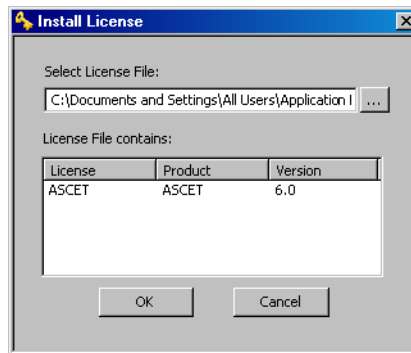 Install License
Select License File:
C:\Documents and Settings\All Users\Application
...
License File contains:
License Product Version
ASCET ASCET 6.0
OK Cancel